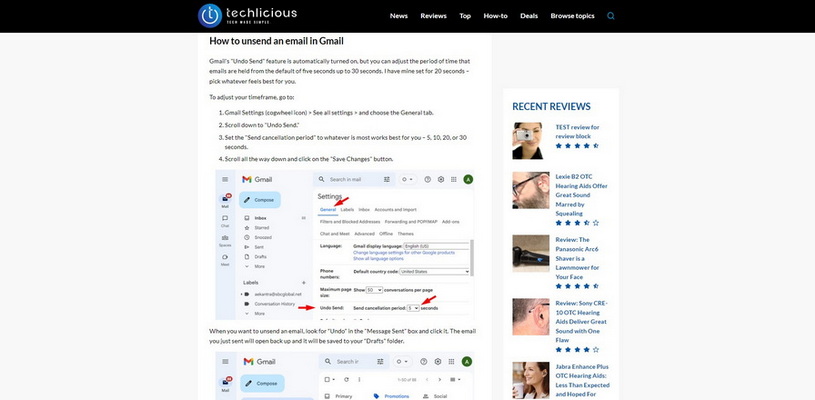 techlicious
TECH MADE SIMPLE
News Reviews Top How-to Deals Browse topics
How to unsend an email in Gmail
Gmail's "Undo Send" feature is automatically turned on, but you can adjust the period of time that
emails are held from the default of five seconds up to 30 seconds. I have mine set for 20 seconds –
pick whatever feels best for you.
To adjust your timeframe, go to:
1. Gmail Settings (cogwheel icon) > See all settings > and choose the General tab.
2. Scroll down to "Undo Send."
3. Set the "Send cancellation period" to whatever is most works best for you – 5, 10, 20, or 30
seconds.
4. Scroll all the way down and click on the "Save Changes" button.
Gmail
Search in mail
A
Mail
Chat
Spaces
Meet
Compose
Inbox
Starred
Snoozed
Sent
Drafts
More
Labels
Conversation History
More
Settings
General Labels Inbox Accounts and Import
Filters and Blocked Addresses Forwarding and POP/IMAP Add-ons
Chat and Meet Advanced Offline Themes
Language: Gmail display language: English (US)
Change language settings for other Google products
Show all language options
Phone
numbers:
Default country code: United States
Maximum page
size:
Show 50 conversations per page
Undo Send: Send cancellation period: 5 seconds
When you want to unsend an email, look for "Undo" in the "Message Sent" box and click it. The email
you just sent will open back up and it will be saved to your "Drafts" folder.
Gmail
Search in
A
Mail
Compose
Primary Promotions Social
RECENT REVIEWS
TEST review for
review block
Lexie B2 OTC
Hearing Aids Offer
Great Sound
Marred by
Squealing
Review: The
Panasonic Arc6
Shaver is a
Lawnmower for
Your Face
Review: Sony CRE-
10 OTC Hearing
Aids Deliver Great
Sound with One
Flaw
Jabra Enhance Plus
OTC Hearing Aids:
Less Than Expected
and Hoped For